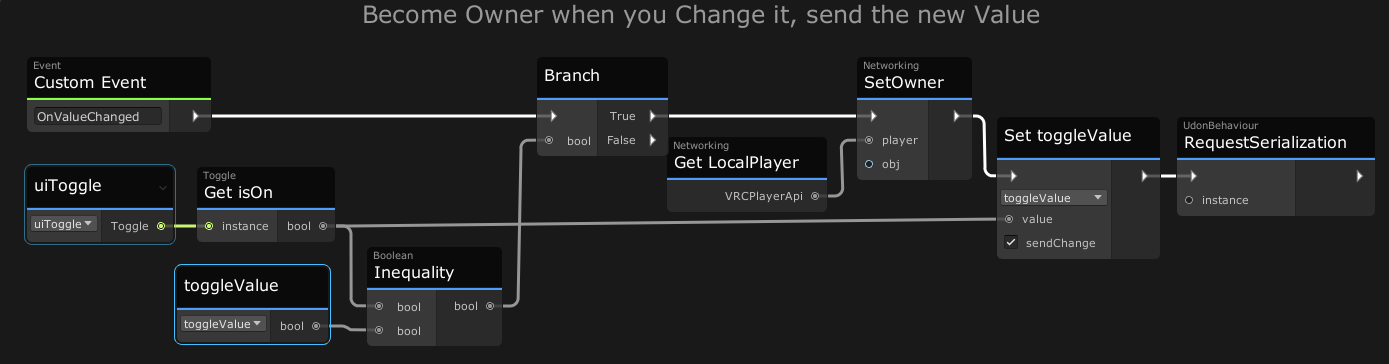 Become Owner when you Change it, send the new Value
Event
Custom Event
OnValueChanged
Branch
True
bool
False
Networking
SetOwner
player
obj
Networking
Get LocalPlayer
VRCPlayerApi
Set toggleValue
toggleValue
value
sendChange
UdonBehaviour
RequestSerialization
instance
uiToggle
uiToggle
Toggle
Toggle
Get isOn
instance
bool
toggleValue
toggleValue
bool
Boolean
Inequality
bool
bool
bool